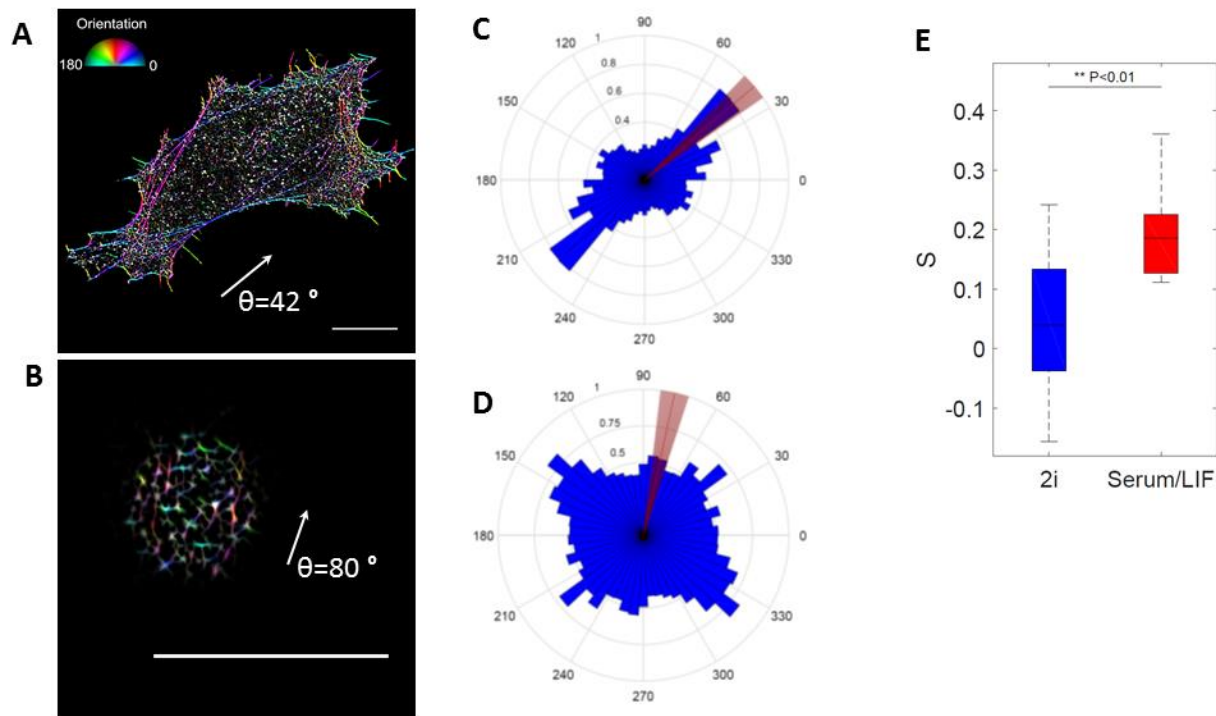 A
Orientation
180 0
θ=42 °
B
θ=80 °
C
90
120 60
1
0.8
150 0.6 30
0.4
180 0
210 330
240 300
270
D
90
120 1 60
0.75
150 0.5 30
180 0
210 330
240 300
270
E
** P<0.01
0.4
0.3
0.2
S
0.1
0
-0.1
2i Serum/LIF